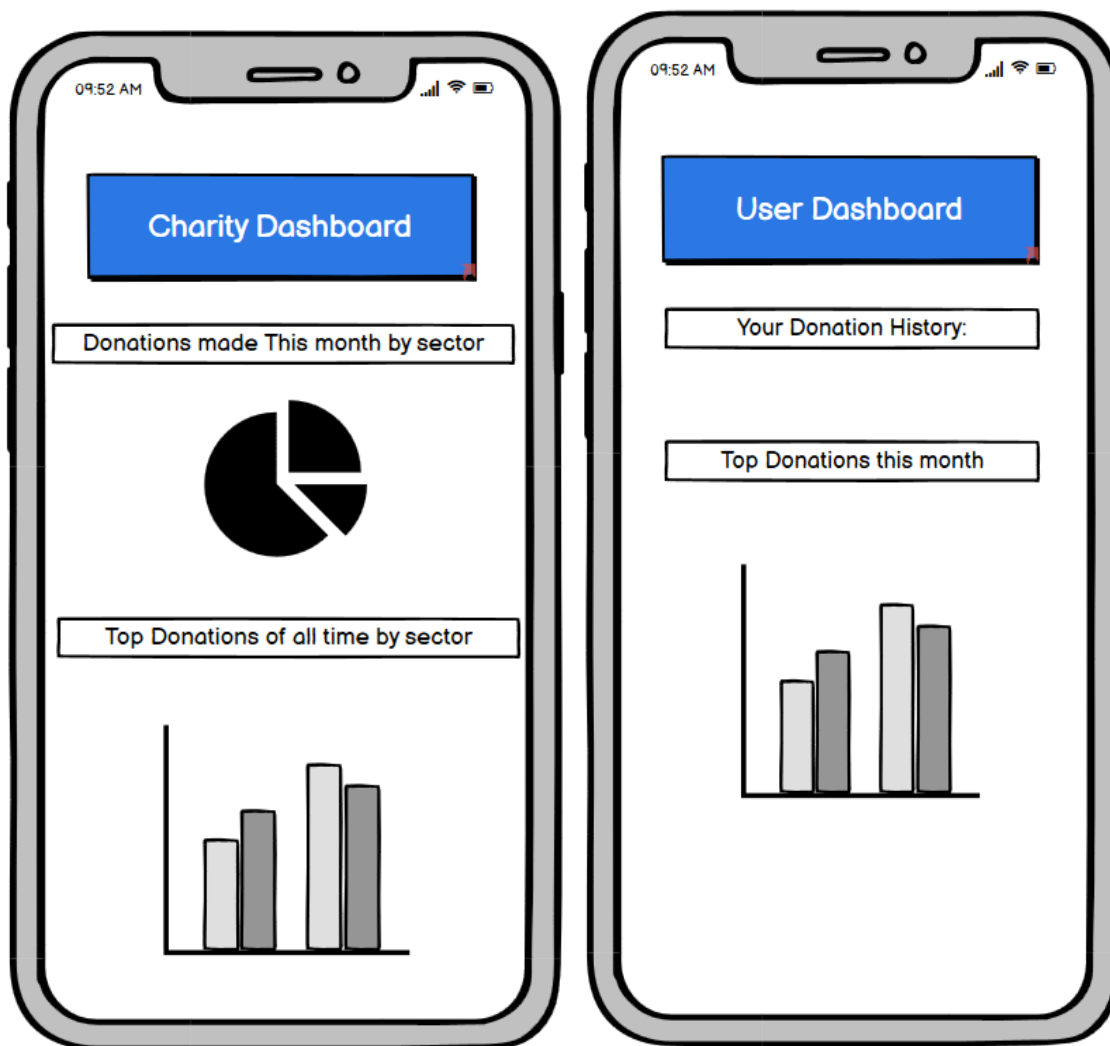 09:52 AM
Charity Dashboard
Donations made This month by sector
Top Donations of all time by sector
09:52 AM
User Dashboard
Your Donation History:
Top Donations this month